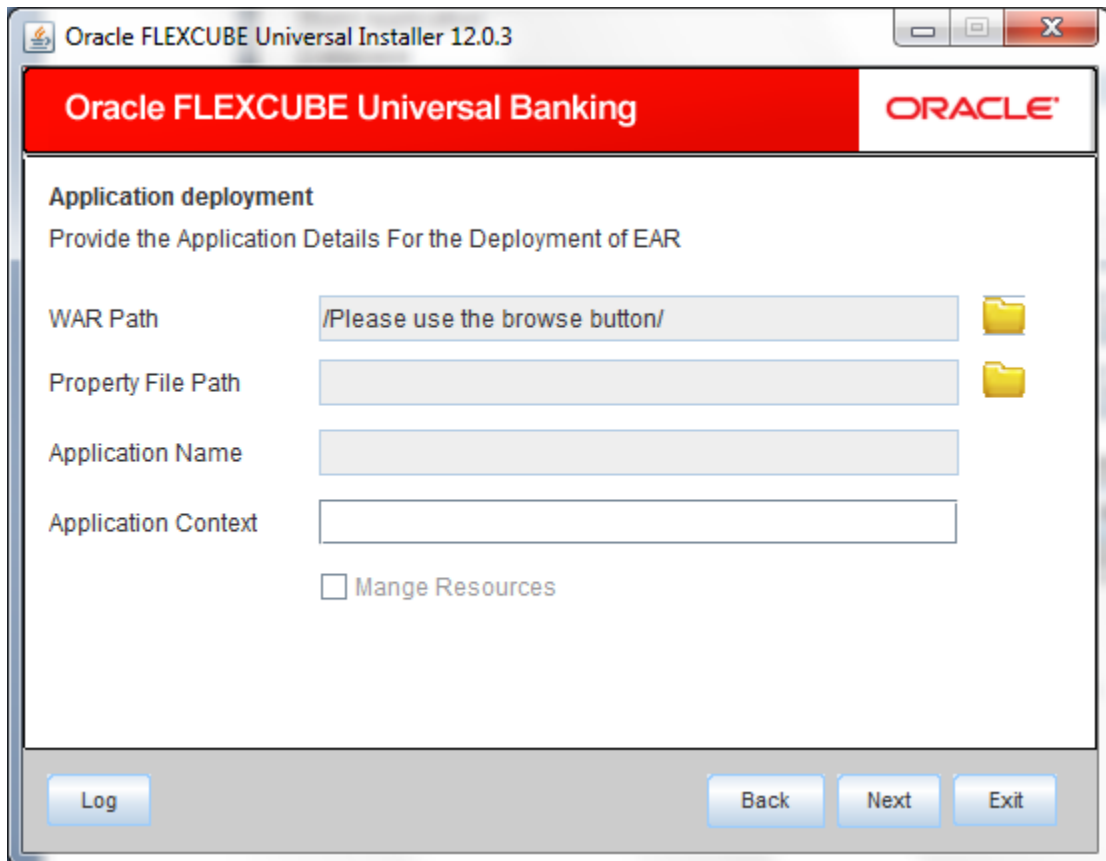 Oracle FLEXCUBE Universal Installer 12.0.3
Oracle FLEXCUBE Universal Banking
ORACLE
Application deployment
Provide the Application Details For the Deployment of EAR
WAR Path
/Please use the browse button/
Property File Path
Application Name
Application Context
Mange Resources
Log
Back
Next
Exit